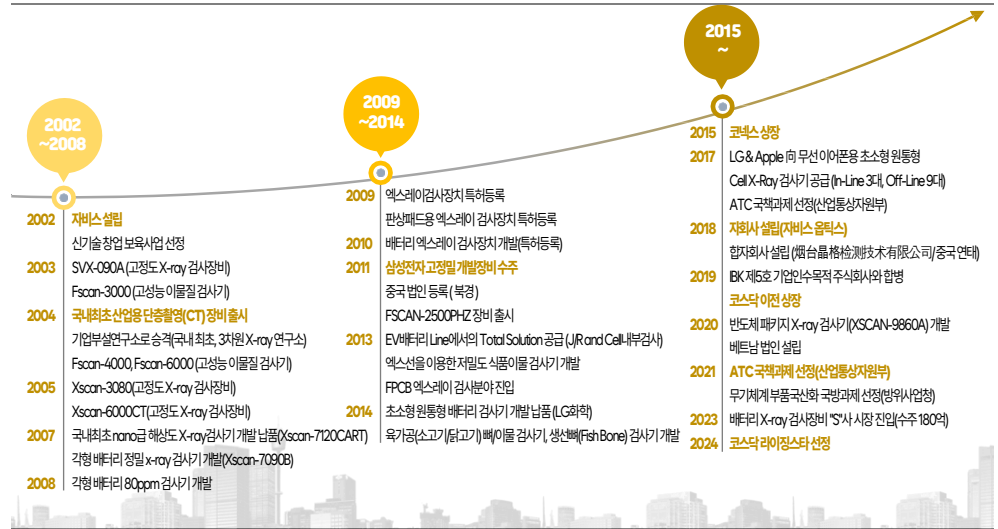 2002
~2008
2002 자비스 설립
신기술 창업 보육사업 선정
2003 SVX-090A (고정도 X-ray 검사장비)
Fscan-3000 (고성능 이물질 검사기)
2004 국내최초 산업용 단층촬영(CT) 장비 출시
기업부설연구소로 승격(국내 최초, 3차원 X-ray 연구소)
Fscan-4000, Fscan-6000 (고성능 이물질 검사기)
2005 Xscan-3080(고정도 X-ray 검사장비)
Xscan-6000CT(고정도 X-ray 검사장비)
2007 국내최초 nano급 해상도 X-ray검사기 개발 납품(Xscan-7120CART)
각형 배터리 정밀 x-ray 검사기 개발(Xscan-7090B)
2008 각형 배터리 80ppm 검사기 개발
2009
~2014
2009 엑스레이검사장치 특허등록
판상패드용 엑스레이 검사장치 특허등록
2010 배터리 엑스레이 검사장치 개발(특허등록)
2011 삼성전자 고정밀 개발장비 수주
중국 법인 등록 ( 북경 )
FSCAN-2500PHZ 장비 출시
2013 EV배터리 Line에서의 Total Solution 공급 (J/R and Cell내부검사)
엑스선을 이용한 저밀도 식품이물 검사기 개발
FPCB 엑스레이 검사분야 진입
2014 초소형 원통형 배터리 검사기 개발 납품 (LG화학)
육가공(소고기/닭고기) 뼈/이물 검사기, 생선뼈(Fish Bone) 검사기 개발
2015
~
2015 코넥스 상장
2017 LG & Apple 向 무선 이어폰용 초소형 원통형
Cell X-Ray 검사기 공급 (In-Line 3대, Off-Line 9대)
ATC 국책과제 선정(산업통상자원부)
2018 자회사 설립(자비스 옵틱스)
합자회사 설립 (烟台晶格检测技术有限公司/중국 연태)
2019 IBK 제5호 기업인수목적 주식회사와 합병
코스닥 이전 상장
2020 반도체 패키지 X-ray 검사기(XSCAN-9860A) 개발
베트남 법인 설립
2021 ATC 국책과제 선정(산업통상자원부)
무기체계 부품국산화 국방과제 선정(방위사업청)
2023 배터리 X-ray 검사장비 "S"사 시장 진입(수주 180억)
2024 코스닥 라이징스타 선정